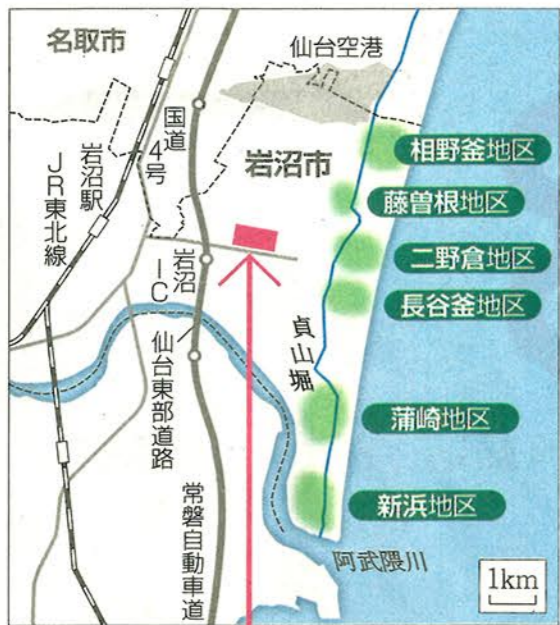 名取市
仙台空港
国道4号
岩沼市
岩沼駅
JR東北線
岩沼IC
仙台東部道路
常磐自動車道
貞山堀
相野釜地区
藤曽根地区
二野倉地区
長谷釜地区
蒲崎地区
新浜地区
阿武隈川
1km